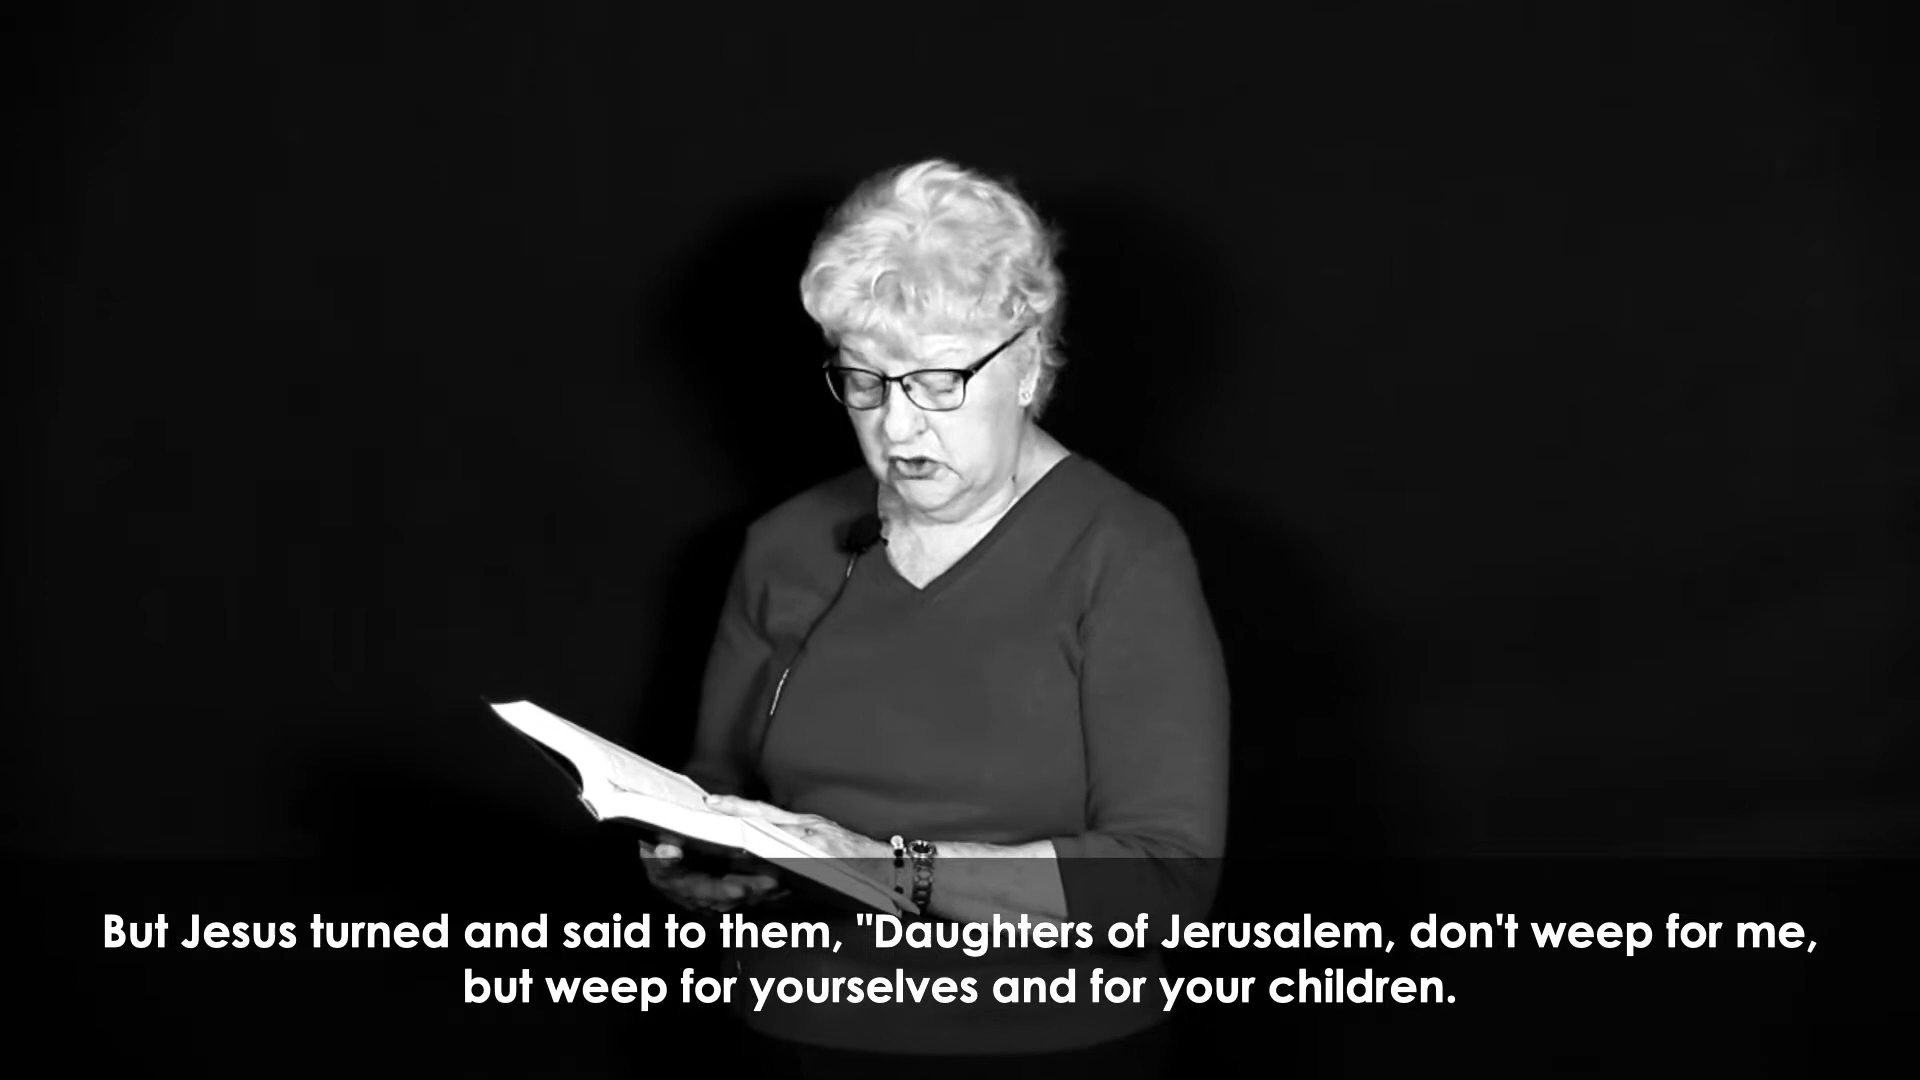 But Jesus turned and said to them, "Daughters of Jerusalem, don't weep for me,
but weep for yourselves and for your children.